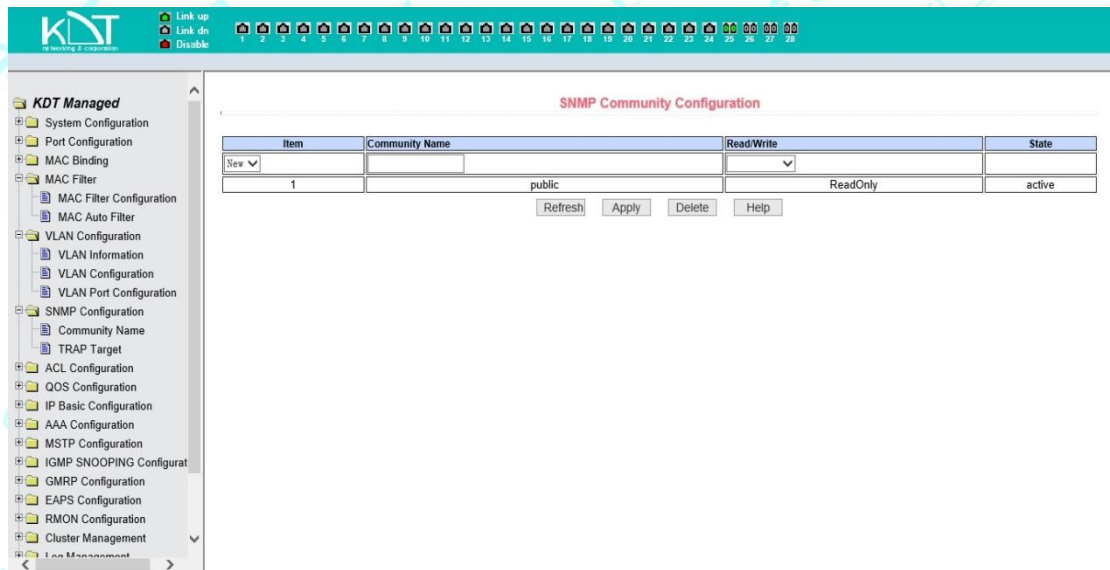 KDT
networking & corporation
Link up
Link dn
Disable
1 2 3 4 5 6 7 8 9 10 11 12 13 14 15 16 17 18 19 20 21 22 23 24 25 26 27 28
KDT Managed
System Configuration
Port Configuration
MAC Binding
MAC Filter
MAC Filter Configuration
MAC Auto Filter
VLAN Configuration
VLAN Information
VLAN Configuration
VLAN Port Configuration
SNMP Configuration
Community Name
TRAP Target
ACL Configuration
QOS Configuration
IP Basic Configuration
AAA Configuration
MSTP Configuration
IGMP SNOOPING Configurat
GMRP Configuration
EAPS Configuration
RMON Configuration
Cluster Management
Log Management
SNMP Community Configuration
Item Community Name Read/Write State
New
1 public ReadOnly active
Refresh Apply Delete Help